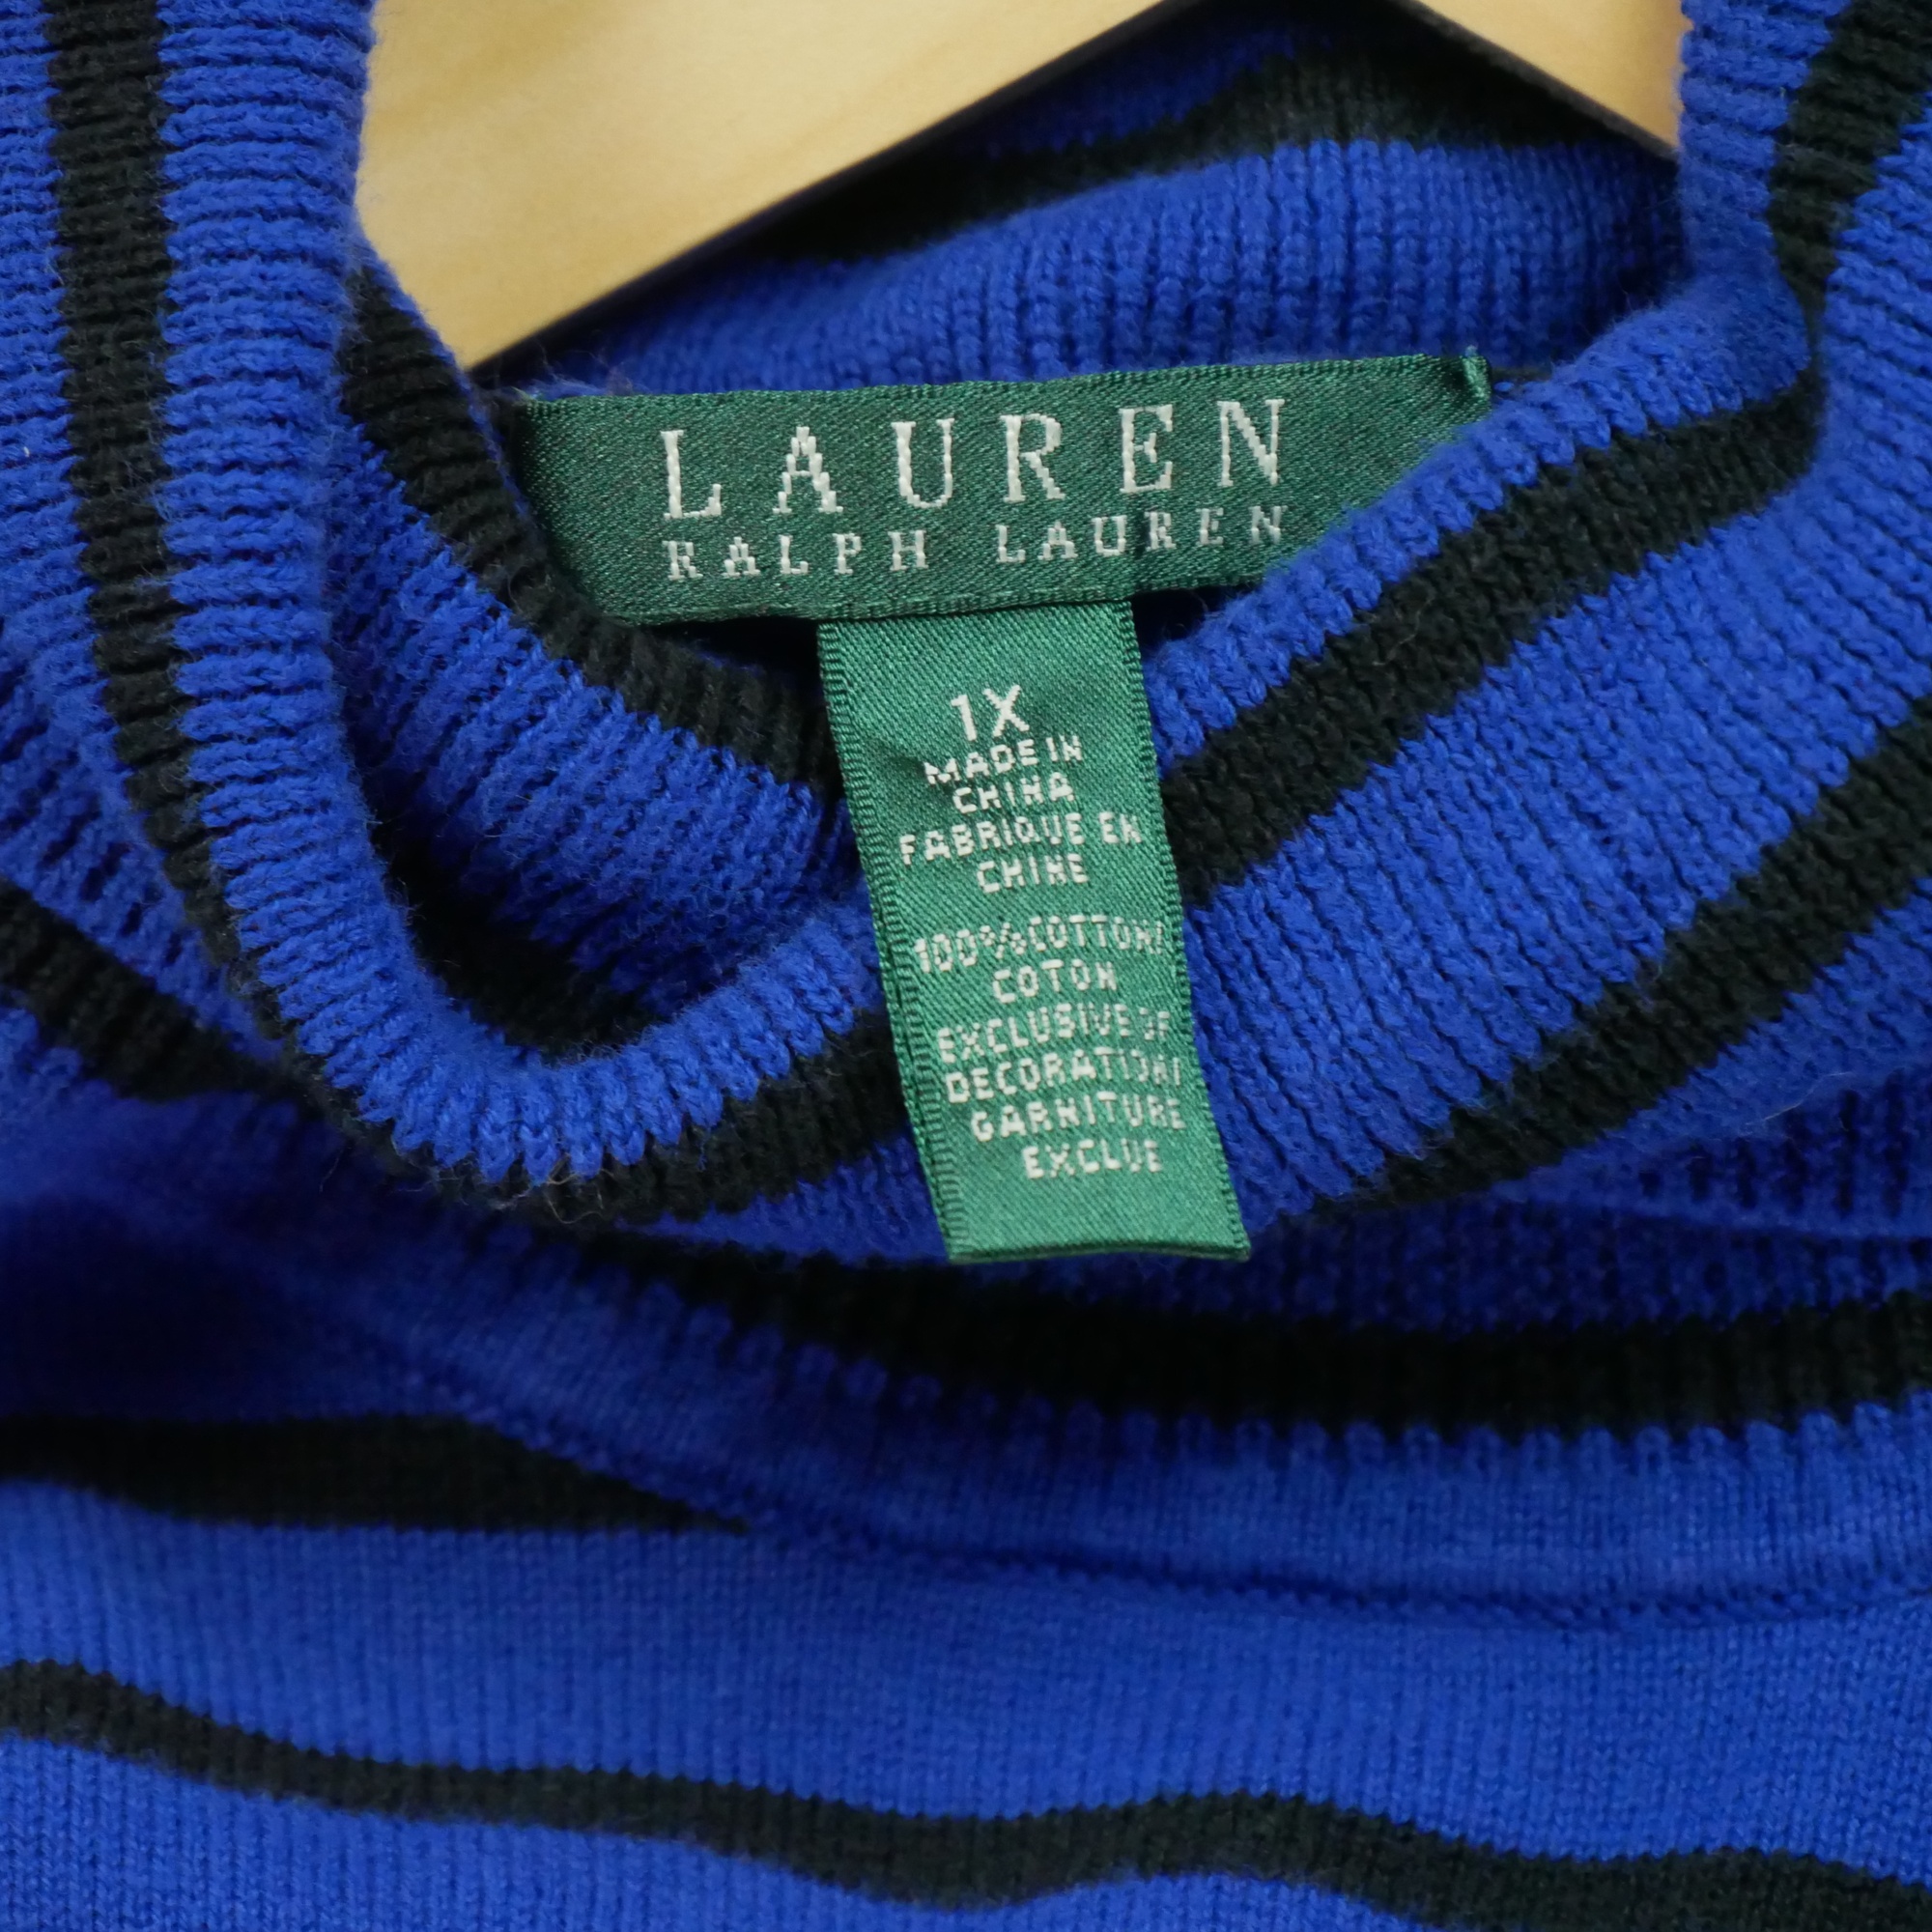 LAUREN
RALPH LAUREN
1X
MADE IN
CHINA
FABRIQUE EN
CHINE
100% COTTON/
COTON
EXCLUSIVE OF
DECORATION/
GARNITURE
EXCLUE